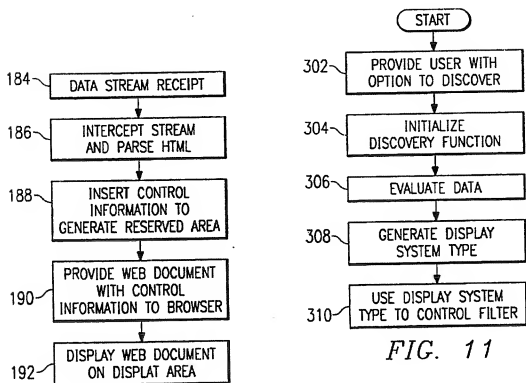 184
DATA STREAM RECEIPT
186
INTERCEPT STREAM
AND PARSE HTML
188
INSERT CONTROL
INFORMATION TO
GENERATE RESERVED AREA
190
PROVIDE WEB DOCUMENT
WITH CONTROL
INFORMATION TO BROWSER
192
DISPLAY WEB DOCUMENT
ON DISPLAT AREA
START
302
PROVIDE USER WITH
OPTION TO DISCOVER
304
INITIALIZE
DISCOVERY FUNCTION
306
EVALUATE DATA
308
GENERATE DISPLAY
SYSTEM TYPE
310
USE DISPLAY SYSTEM
TYPE TO CONTROL FILTER
FIG. 11